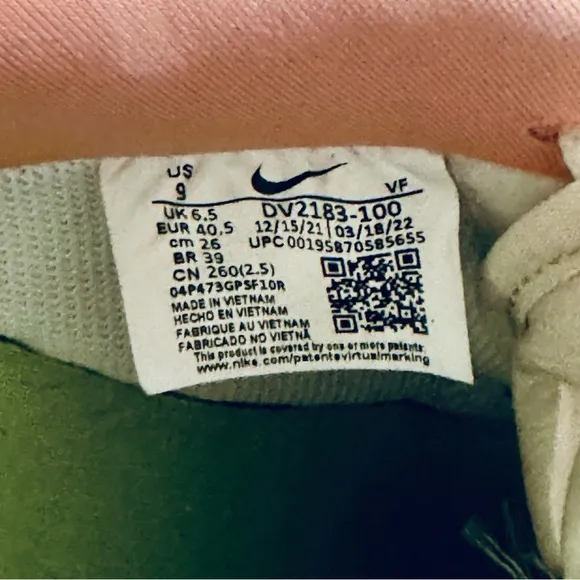 US
9
VF
UK 6.5 DV2183-100
EUR 40.5 12/15/21 03/18/22
cm 26 UPC 00195870585655
BR 39
CN 260(2.5)
04P473GPSF10R
MADE IN VIETNAM
HECHO EN VIETNAM
FABRIQUE AU VIETNAM
FABRICADO NO VIETNÃ
This product is covered by one or more patents
www.nike.com/patentsvirtualmarking